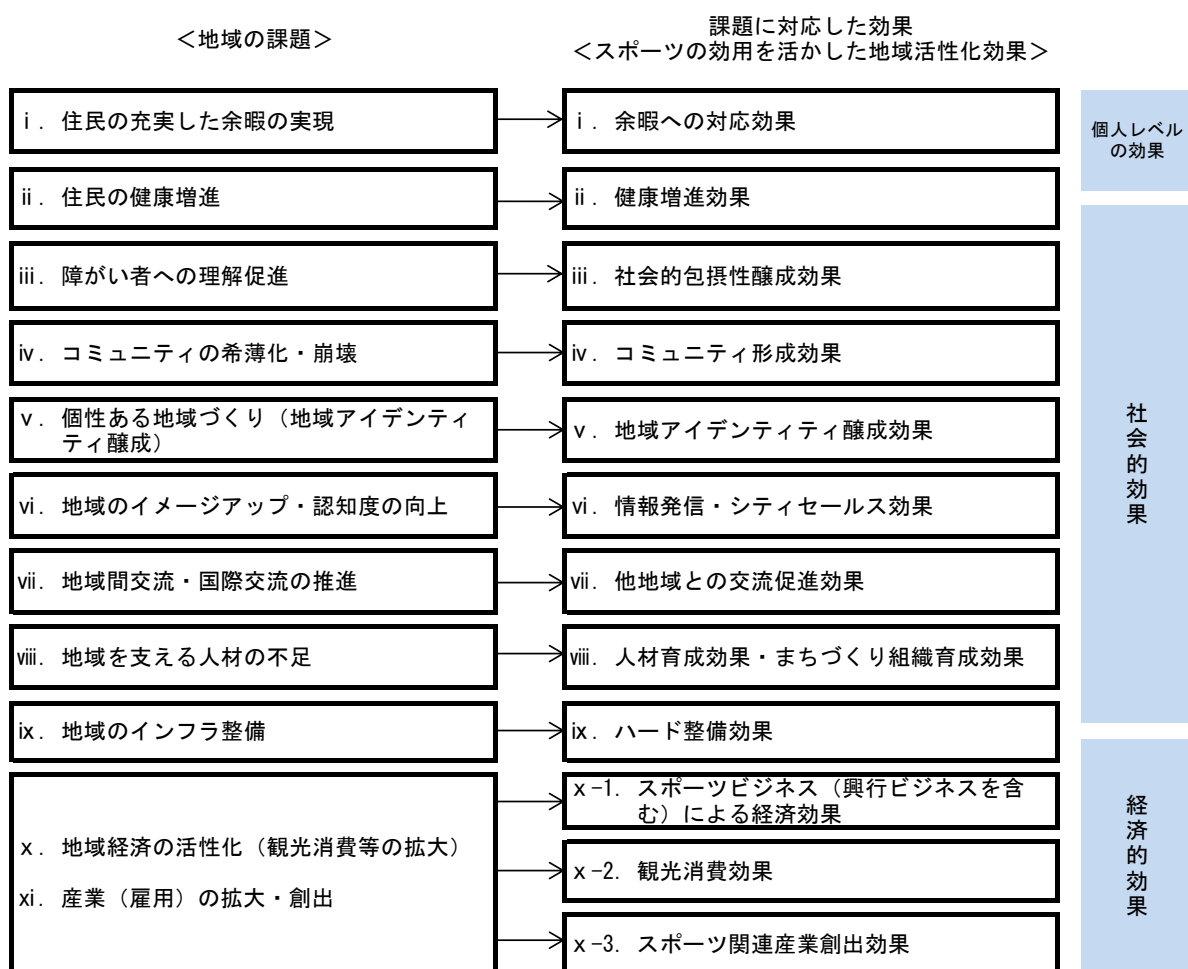 ＜地域の課題＞
課題に対応した効果
＜スポーツの効用を活かした地域活性化効果＞
ⅰ．住民の充実した余暇の実現
ⅰ．余暇への対応効果
個人レベル
の効果
ⅱ．住民の健康増進
ⅱ．健康増進効果
ⅲ．障がい者への理解促進
ⅲ．社会的包摂性醸成効果
ⅳ．コミュニティの希薄化・崩壊
ⅳ．コミュニティ形成効果
ⅴ．個性ある地域づくり（地域アイデンティ
ティ醸成）
ⅴ．地域アイデンティティ醸成効果
社会的効果
ⅵ．地域のイメージアップ・認知度の向上
ⅵ．情報発信・シティセールス効果
ⅶ．地域間交流・国際交流の推進
ⅶ．他地域との交流促進効果
ⅷ．地域を支える人材の不足
ⅷ．人材育成効果・まちづくり組織育成効果
ⅸ．地域のインフラ整備
ⅸ．ハード整備効果
ⅹ．地域経済の活性化（観光消費等の拡大）
ⅺ．産業（雇用）の拡大・創出
ⅹ-1．スポーツビジネス（興行ビジネスを含
む）による経済効果
ⅹ-2．観光消費効果
ⅹ-3．スポーツ関連産業創出効果
経済的効果